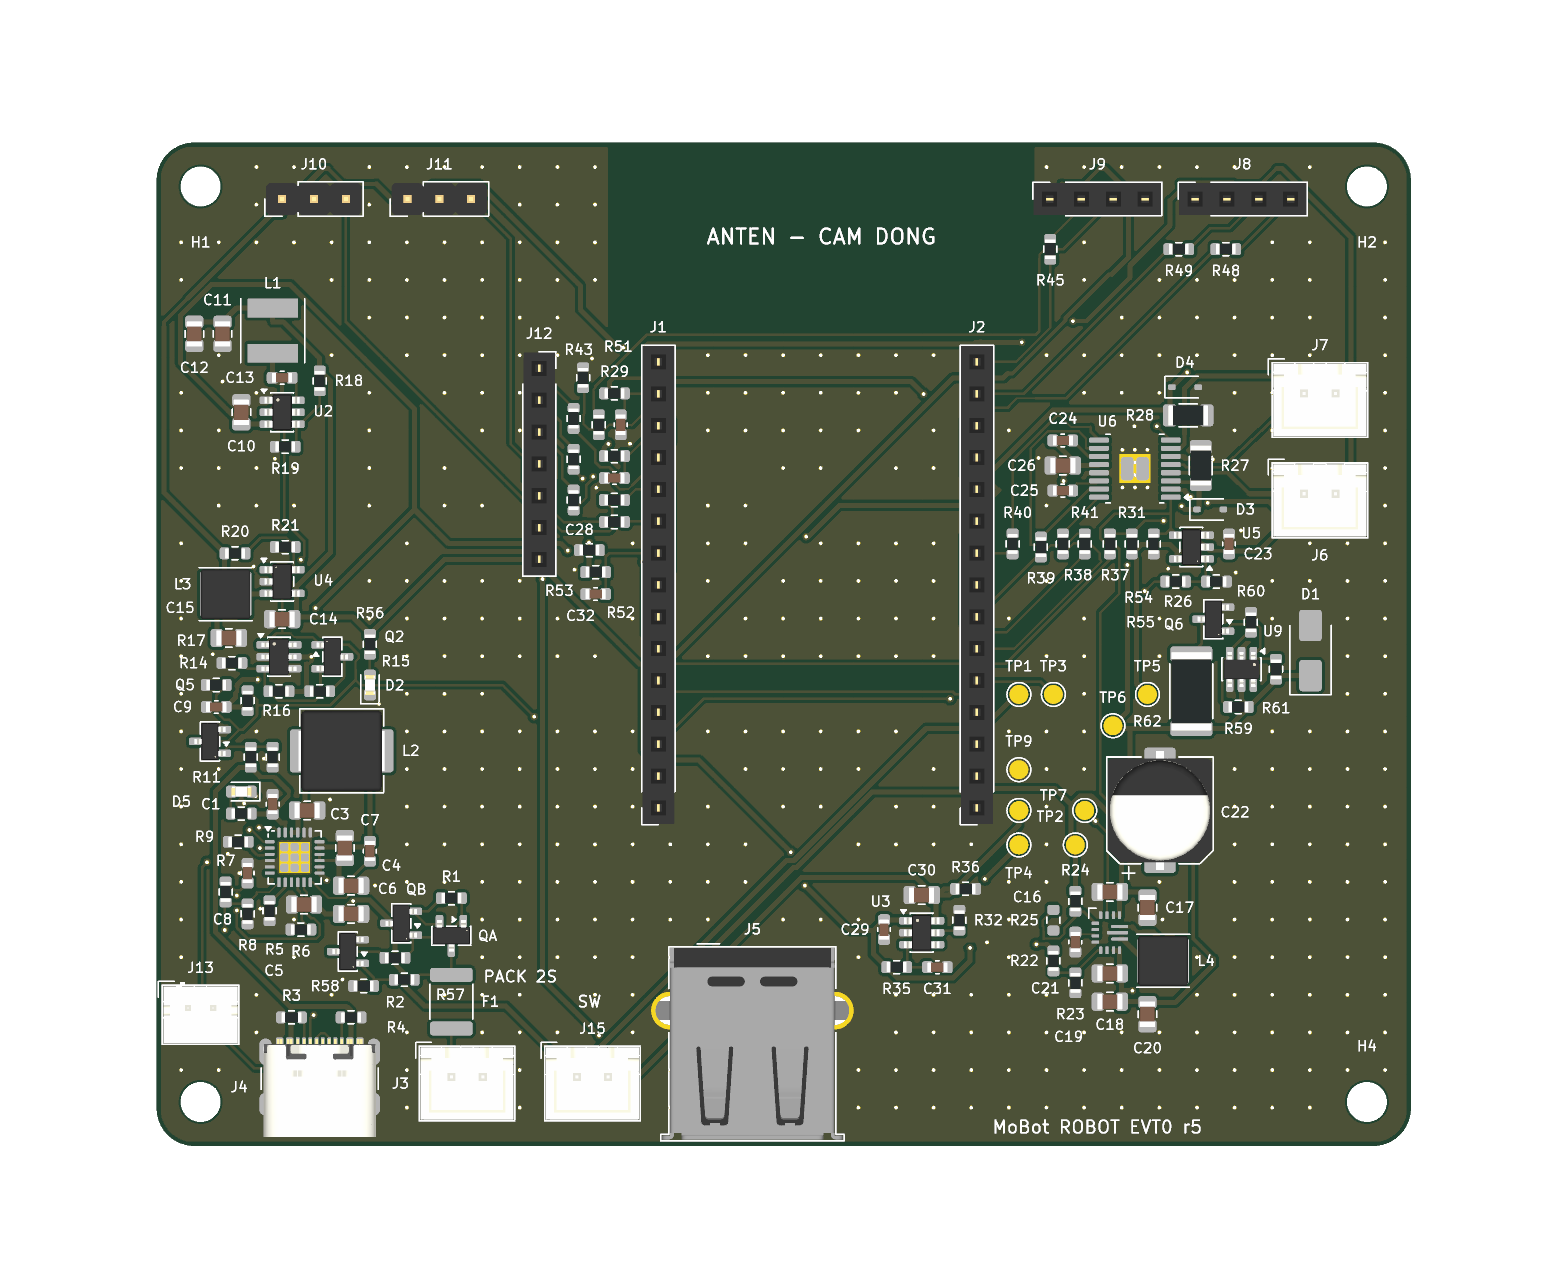 J10
J11
J9
J8
H1
ANTEN - CAM DONG
H2
R45
R49
R48
L1
C11
J12
J1
J2
R43
R51
J7
C12
C13
R18
R29
D4
C10
U2
R19
C24
U6
R28
C26
R27
C25
R40
R41
R31
D3
R20
R21
C28
U5
J6
R39
R38
R37
C23
L3
U4
R53
C15
C14
R56
C32
R52
R54
R26
R60
D1
R17
Q2
R55
Q6
U9
R14
R15
TP1
TP3
TP5
Q5
D2
C9
R16
TP6
R61
R62
R59
L2
TP9
R11
D5
C1
C3
C7
TP7
TP2
C22
R9
R7
C4
TP4
R24
C30
R36
R1
C6
QB
C16
C17
U3
C8
R32
R25
C29
J5
QA
R8
R5
R6
R22
L4
J13
C5
PACK 2S
R58
R57
R35
C31
C21
R3
R2
F1
SW
R4
J15
R23
C18
C19
C20
H4
J4
J3
+
MoBot ROBOT EVT0 r5